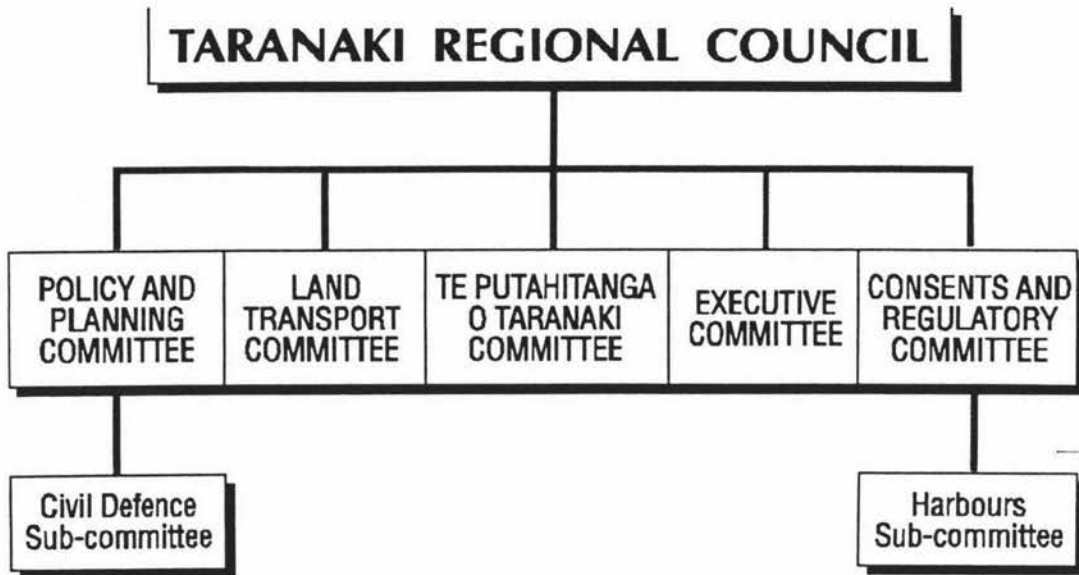 TARANAKI REGIONAL COUNCIL
POLICY AND
PLANNING
COMMITTEE
LAND
TRANSPORT
COMMITTEE
TE PUTAHITANGA
O TARANAKI
COMMITTEE
EXECUTIVE
COMMITTEE
CONSENTS AND
REGULATORY
COMMITTEE
Civil Defence
Sub-committee
Harbours
Sub-committee